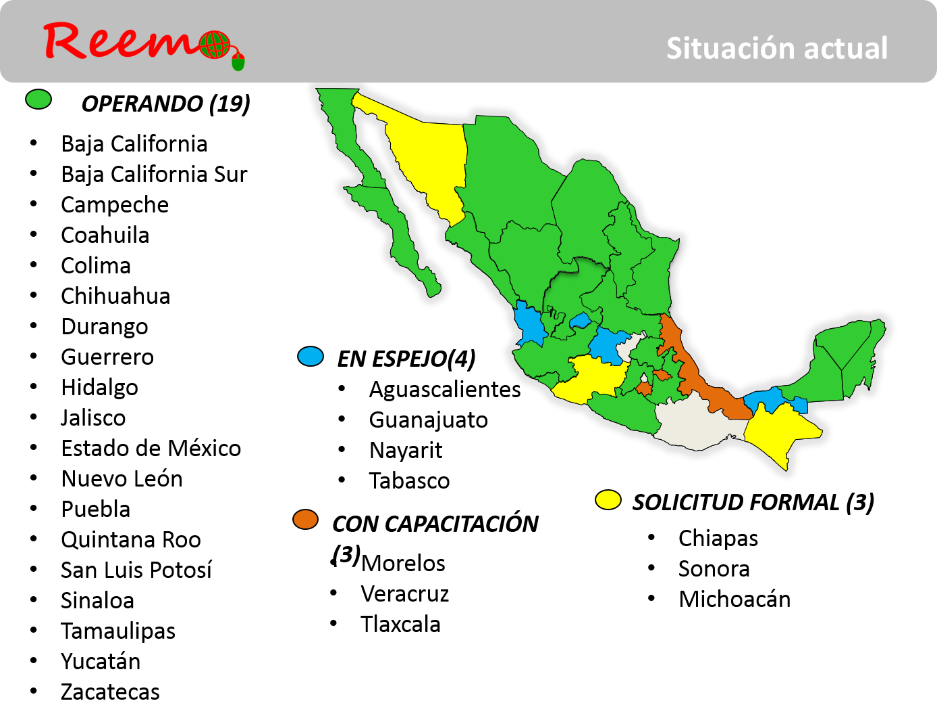 Reemo
Situación actual
OPERANDO (19)
• Baja California
• Baja California Sur
• Campeche
• Coahuila
• Colima
• Chihuahua
• Durango
• Guerrero
• Hidalgo
• Jalisco
• Estado de México
• Nuevo León
• Puebla
• Quintana Roo
• San Luis Potosí
• Sinaloa
• Tamaulipas
• Yucatán
• Zacatecas
EN ESPEJO(4)
• Aguascalientes
• Guanajuato
• Nayarit
• Tabasco
CON CAPACITACIÓN
(3)
• Morelos
• Veracruz
• Tlaxcala
SOLICITUD FORMAL (3)
• Chiapas
• Sonora
• Michoacán